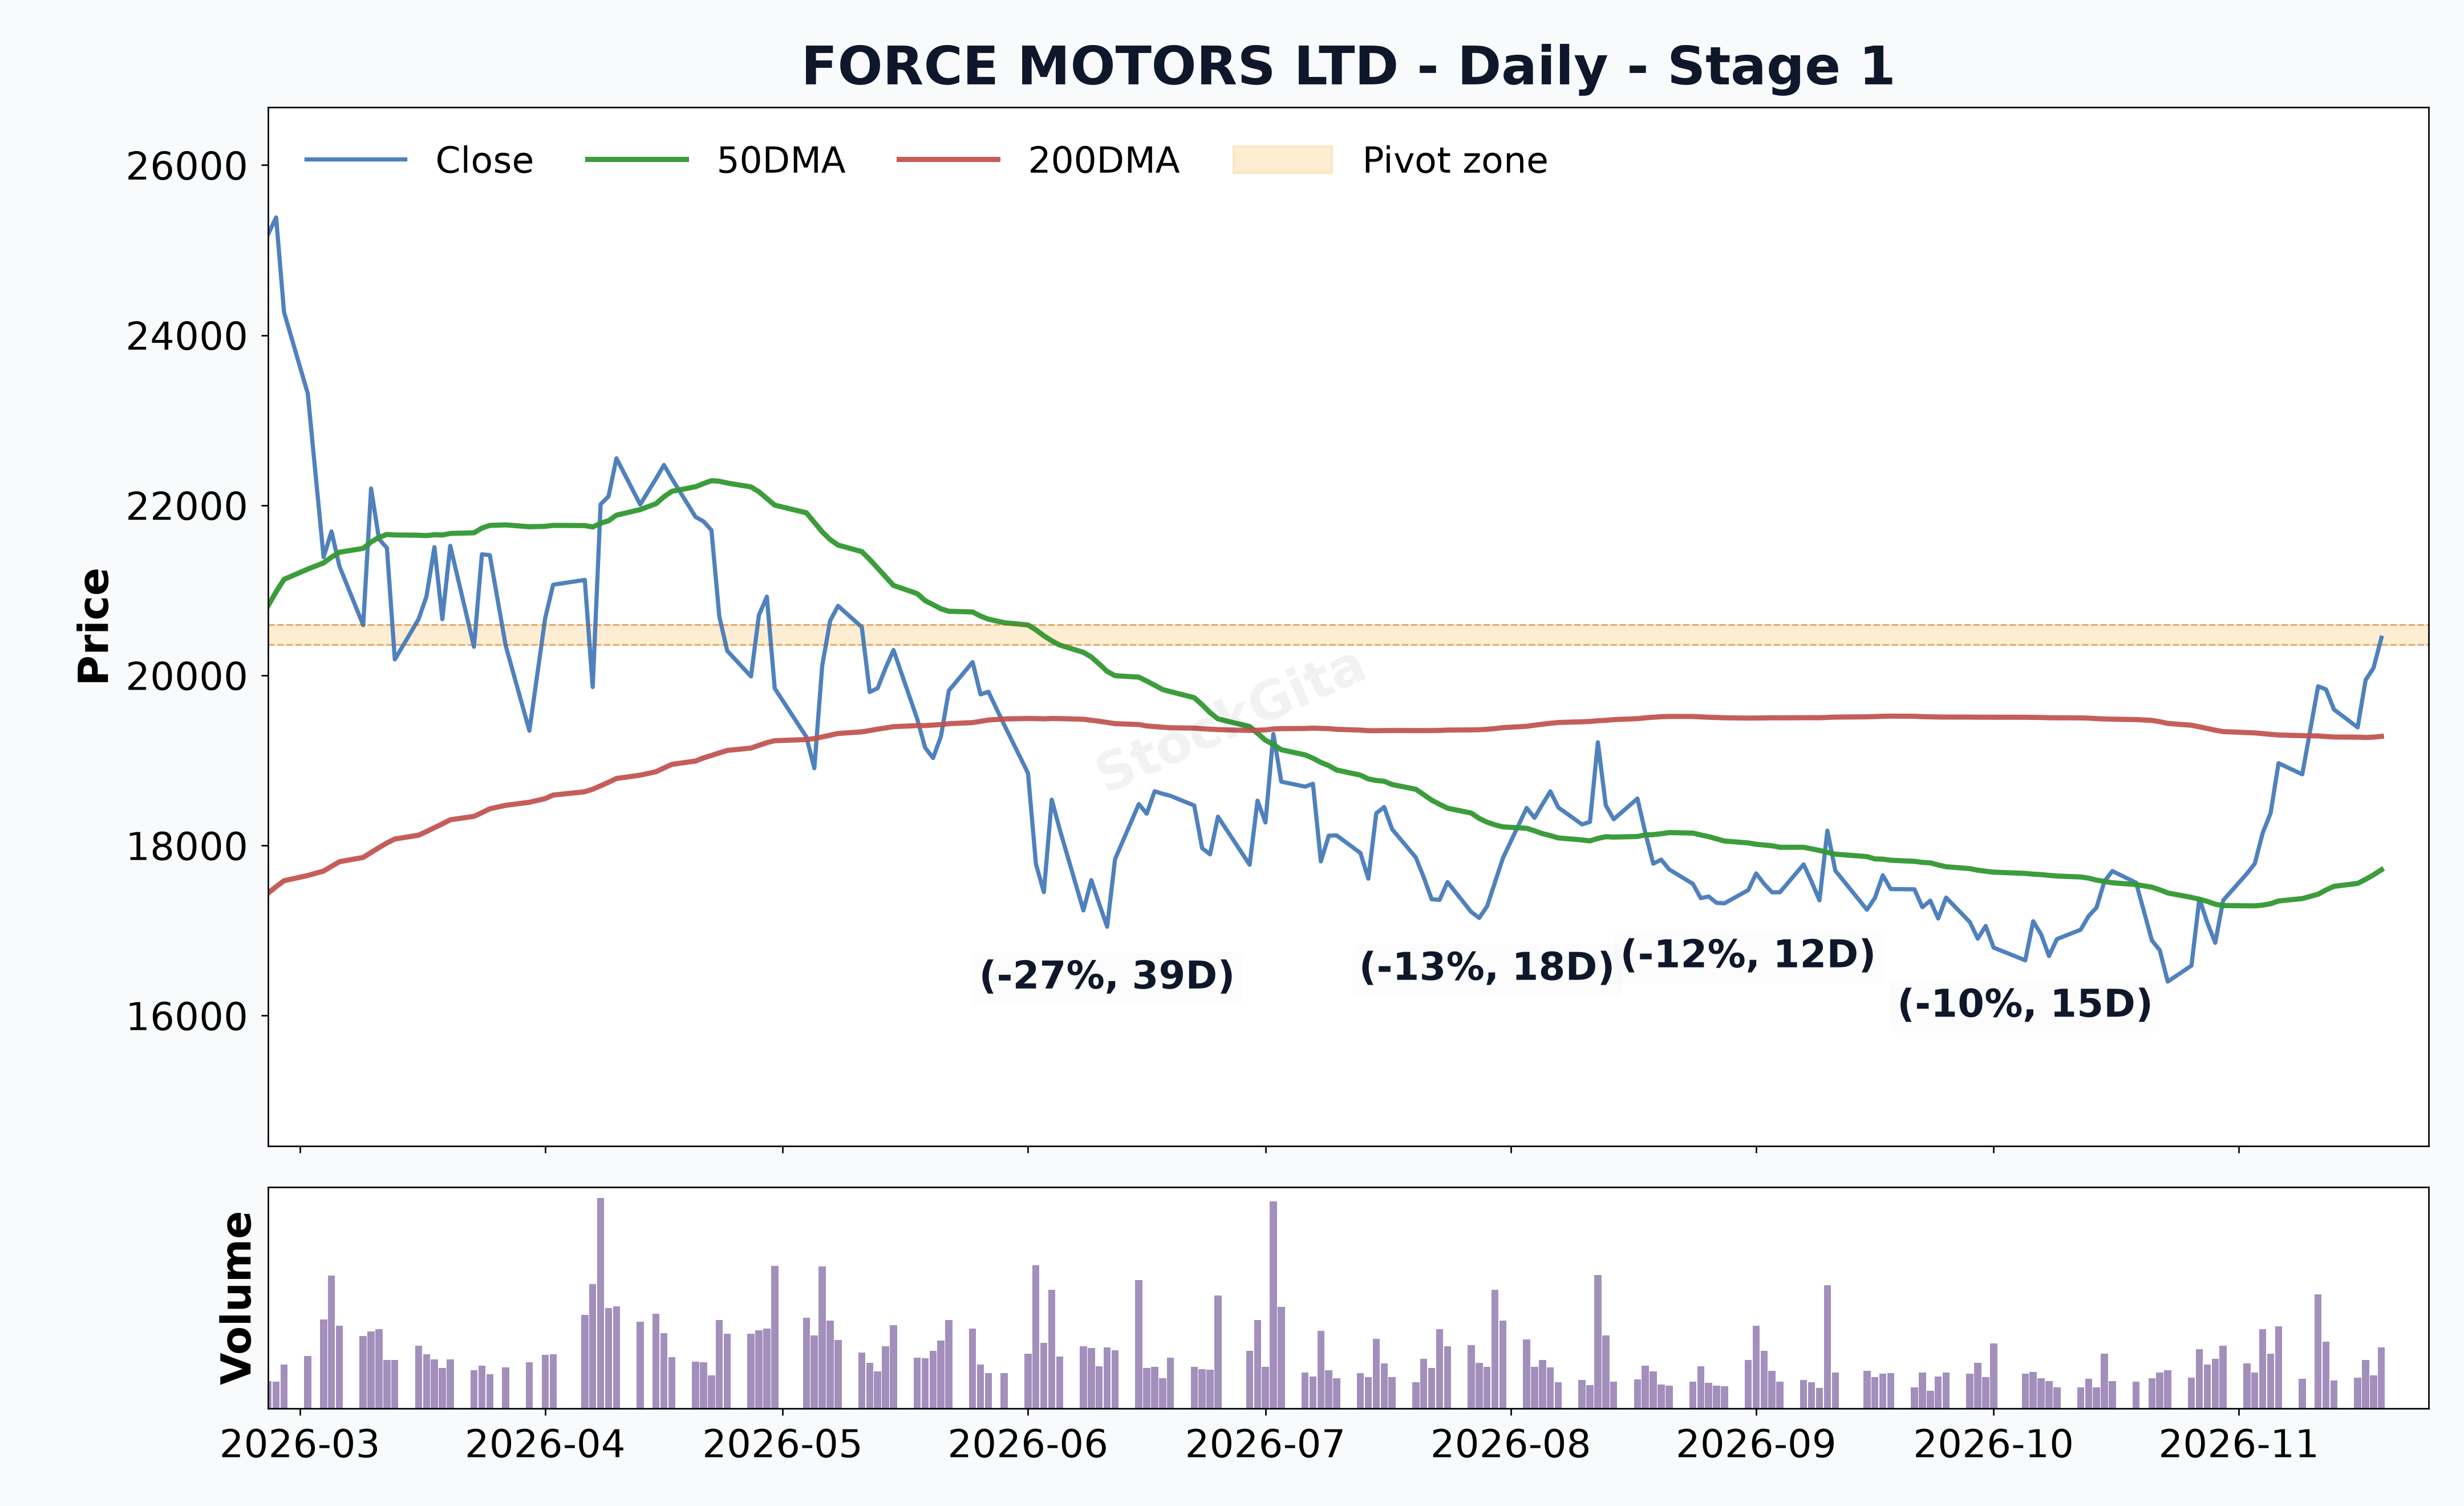 FORCE MOTORS LTD - Daily - Stage 1
Close 50DMA 200DMA Pivot zone
Price
26000
24000
22000
20000
18000
16000
StockGita
(-27%, 39D)
(-13%, 18D)
(-12%, 12D)
(-10%, 15D)
Volume
2026-03 2026-04 2026-05 2026-06 2026-07 2026-08 2026-09 2026-10 2026-11